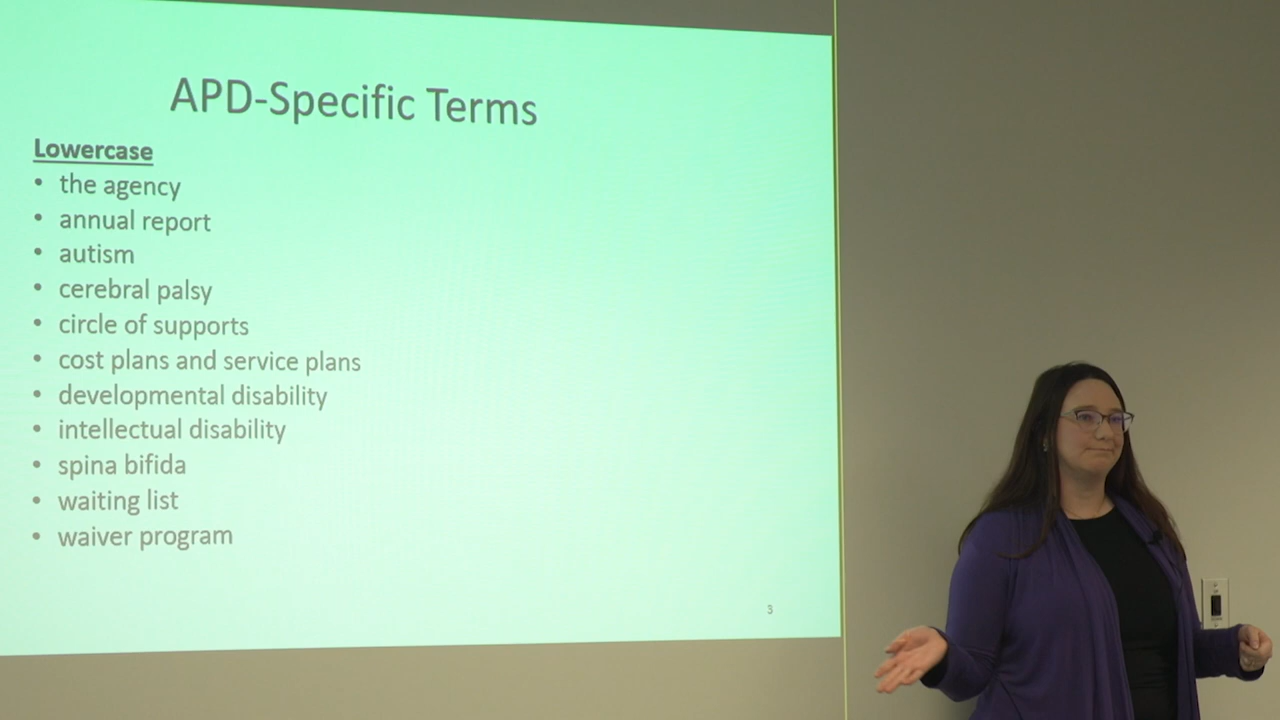 APD-Specific Terms
Lowercase
• the agency
• annual report
• autism
• cerebral palsy
• circle of supports
• cost plans and service plans
• developmental disability
• intellectual disability
• spina bifida
• waiting list
• waiver program
3